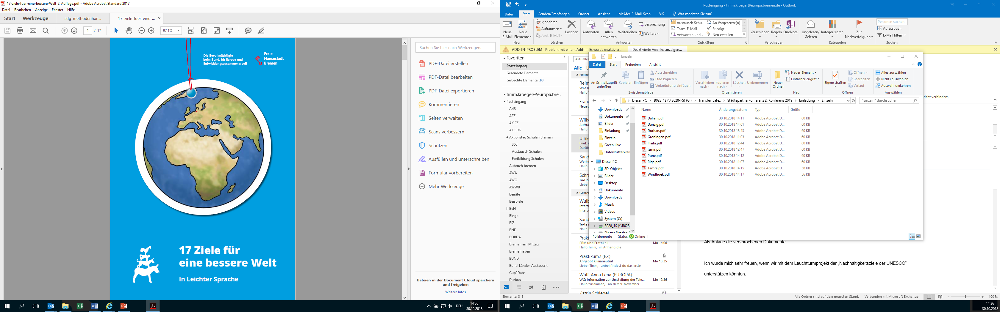 17-ziele-fuer-eine-bessere-Welt_2_Auflage.pdf - Adobe Acrobat Standard 2017
Datei Bearbeiten Anzeige Fenster Hilfe
Start Werkzeuge sdg-methodenhan... 17-ziele-fuer-eine-... ×
1 / 17 97,1%
Die Bevollmächtigte
beim Bund, für Europa und
Entwicklungszusammenarbeit
Freie
Hansestadt
Bremen
17 Ziele für
eine bessere Welt
In Leichter Sprache
Suchen Sie hier nach Werkzeugen.
PDF-Datei erstellen
PDF-Datei bearbeiten
PDF-Datei exportieren
Kommentieren
Seiten verwalten
Scans verbessern
Schützen
Ausfüllen und unterschreiben
Formular vorbereiten
Mehr Werkzeuge
Dateien in der Document Cloud speichern
und freigeben
Weitere Infos
DEU
14:36
30.10.2018
Posteingang - timm.kroeger@europa.bremen.de - Outlook
Datei Start Senden/Empfangen Ordner Ansicht McAfee E-Mail-Scan VIS Was möchten Sie tun?
Neue
E-Mail
Neue
Elemente
Neu
Ignorieren
Aufräumen
Junk-E-Mail
Löschen
Löschen
Antworten
Allen
antworten
Weiterleiten
Besprechung
Weitere
Antworten
Austausch Schu...
Team-E-Mail
Antworten und...
An Vorgesetzte(n)
Erledigt
Neu erstellen
QuickSteps
Verschieben
Regeln
OneNote
Verschieben
Ungelesen/
Gelesen
Kategorisieren
Zur
Nachverfolgung
Kategorien
Personen suchen
Adressbuch
E-Mail filtern
Suchen
ADD-IN-PROBLEM Problem mit einem Add-In. Es wurde deaktiviert. Deaktivierte Add-Ins anzeigen...
Favoriten
Posteingang
Gesendete Elemente
Gelöschte Elemente 38
timm.kroeger@europa.bre...
Posteingang
AdR
AFZ
AK EZ
AK SDG
Aktionstag Schulen Bremen
360
Austausch Schulen
Fortbildung Schulen
Aubruch bremen
AWA
AWO
AWWB
Beiräte
Beispiele
BeN
Bingo
BIZ
BNE
BORDA
Bremen am Mittag
Bremerhaven
BUND
Bund-Länder-Austausch
Cup2Date
Durban
Aktuelles
Alle
Heute
Reim
WG: B
Hallo
Fraue
Neues
Wilke
Auftra
Hallo
Ulrik
Fwd: V
Darüb
Sand
Werkv
Hallo
Schra
To-Do
Liebe
Geste
Wülb
Interc
Interc
Sand
Texte
Hallo
Prakt
PRM und Protokoll Mo 14:06
Hallo Timm, im Anhang die
Praktikum2 (EZ)
Angebot Klimaneutral Mo 13:35
Lieber Timm, anbei findest du das erste
Wulf, Anna Lena (EUROPA)
WG: Information zur Umstellung der Tele... Mo 12:36
Hallo zusammen, ab dem 9. November
Katrin Schlegel
Einzeln
Datei Start Freigeben Ansicht
An Schnellzugriff
anheften
Kopieren
Einfügen
Ausschneiden
Pfad kopieren
Verknüpfung einfügen
Zwischenablage
Verschieben
nach
Kopieren
nach
Löschen
Umbenennen
Organisieren
Neuer
Ordner
Neues Element
Einfacher Zugriff
Neu
Eigenschaften
Öffnen
Bearbeiten
Verlauf
Öffnen
Alles auswählen
Nichts auswählen
Auswahl umkehren
Auswählen
Dieser PC > B028_1$ (\\B028-FS) (G:) > Transfer_Lafez > Städtepartnerkonferenz 2. Konferenz 2019 > Einladung > Einzeln
"Einzeln" durchsuchen
Downloads
Dokumente
Bilder
Einladung
Einzeln
Green Live
Unterstützerkreis
Dieser PC
3D-Objekte
Bilder
Desktop
Dokumente
Downloads
Musik
Videos
System (C:)
B028_1$ (\\B028-
Name Änderungsdatum Typ Größe
Dalian.pdf 30.10.2018 14:11 Adobe Acrobat D... 60 KB
Danzig.pdf 30.10.2018 14:01 Adobe Acrobat D... 60 KB
Durban.pdf 30.10.2018 13:43 Adobe Acrobat D... 60 KB
Groningen.pdf 30.10.2018 11:03 Adobe Acrobat D... 60 KB
Haifa.pdf 30.10.2018 12:44 Adobe Acrobat D... 60 KB
Izmir.pdf 30.10.2018 12:47 Adobe Acrobat D... 60 KB
Pune.pdf 30.10.2018 14:12 Adobe Acrobat D... 60 KB
Riga.pdf 30.10.2018 11:07 Adobe Acrobat D... 60 KB
Tamra.pdf 30.10.2018 14:15 Adobe Acrobat D... 58 KB
Windhoek.pdf 30.10.2018 14:17 Adobe Acrobat D... 56 KB
10 Elemente Status: Online
richt verhindert.
Als Anlage die versprochenen Dokumente.
Ich würde mich sehr freuen, wenn wir mit dem Leuchtturmprojekt der „Nachhaltigkeitsziele der UNESCO“
unterstützen könnten.
Elemente: 315
Alle Ordner sind auf dem neuesten Stand. Verbunden mit Microsoft Exchange 100 %
14:36
30.10.2018